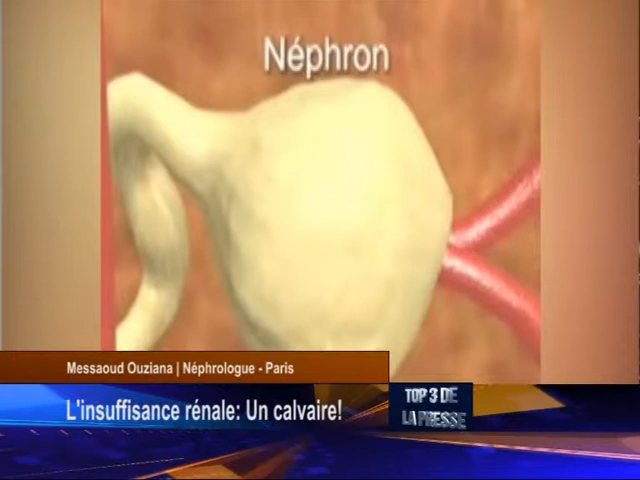 Néphron
Messaoud Ouziana | Néphrologue - Paris
L'insuffisance rénale: Un calvaire!
TOP 3 DE
LA PRESSE